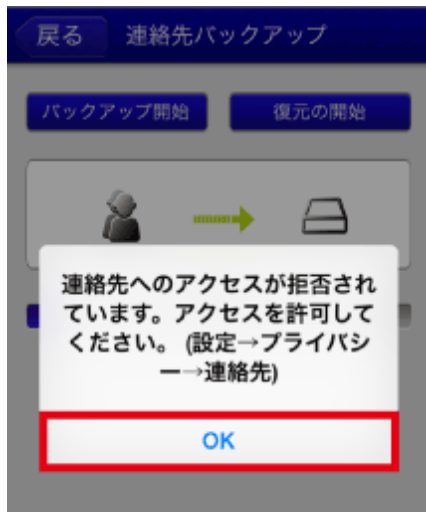 戻る 連絡先バックアップ
バックアップ開始 復元の開始
連絡先へのアクセスが拒否され
ています。アクセスを許可して
ください。 (設定→プライバシ
ー→連絡先)
OK